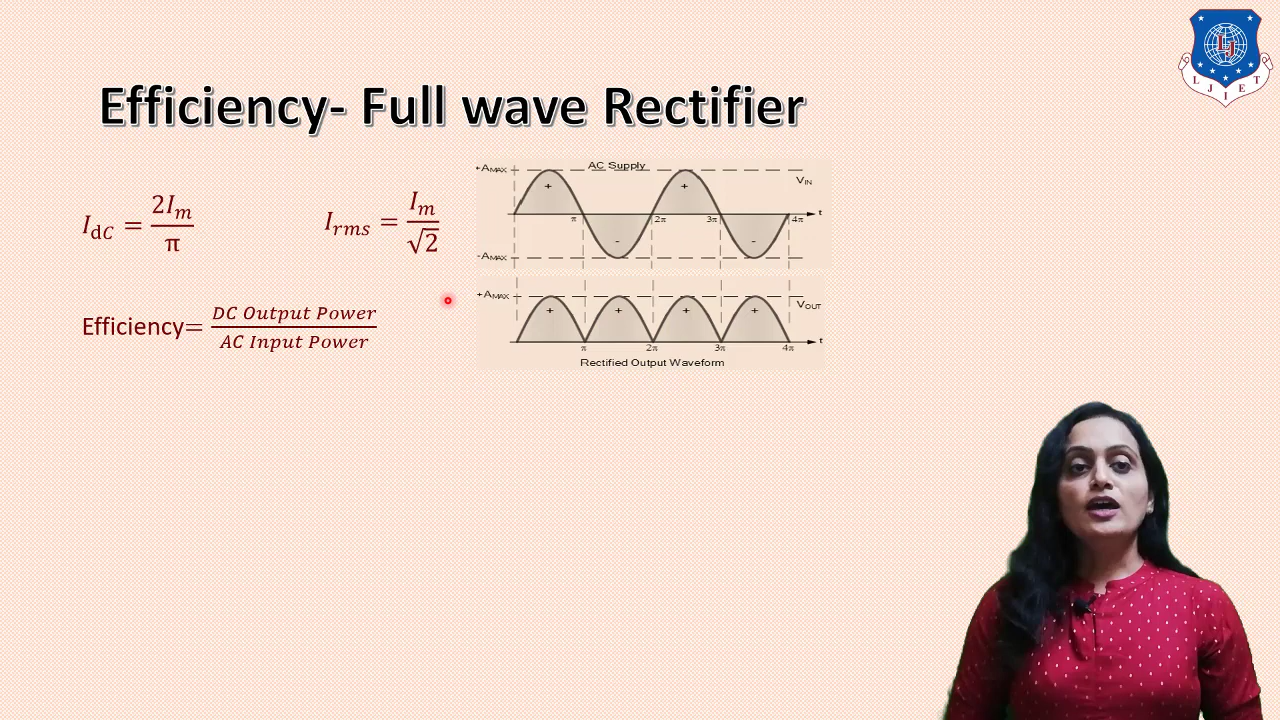 Efficiency- Full wave Rectifier
L J I E T
LJ
I_dC = 2I_m/π
I_rms = I_m/√2
Efficiency= DC Output Power/AC Input Power
AC Supply
+A_MAX
V_IN
+ +
π 2π 3π 4π t
- -
-A_MAX
+A_MAX
V_OUT
+ + + +
π 2π 3π 4π t
Rectified Output Waveform